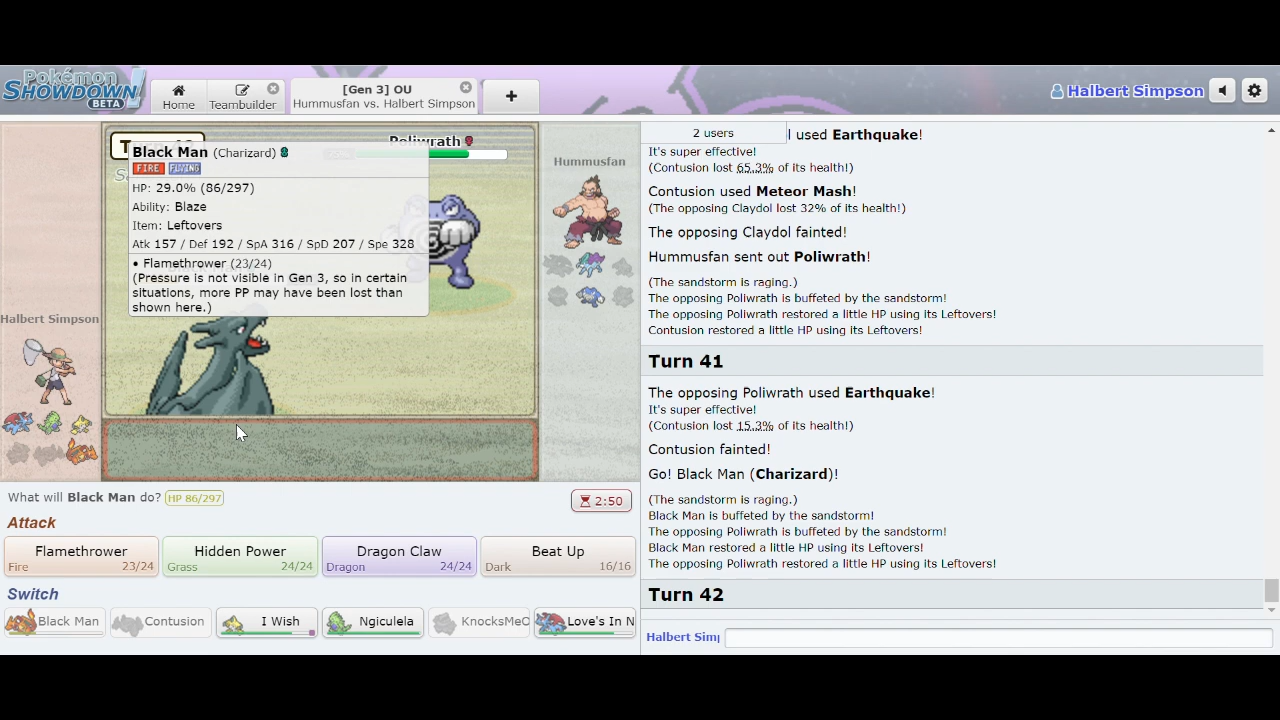 Pokémon
SHOWDOWN!
BETA
Home
Teambuilder
[Gen 3] OU
Hummusfan vs. Halbert Simpson
+
Halbert Simpson
Poliwrath
Black Man (Charizard)
FIRE FLYING
HP: 29.0% (86/297)
Ability: Blaze
Item: Leftovers
Atk 157 / Def 192 / SpA 316 / SpD 207 / Spe 328
• Flamethrower (23/24)
(Pressure is not visible in Gen 3, so in certain
situations, more PP may have been lost than
shown here.)
Hummusfan
Halbert Simpson
What will Black Man do? HP 86/297
2:50
Attack
Flamethrower
Fire 23/24
Hidden Power
Grass 24/24
Dragon Claw
Dragon 24/24
Beat Up
Dark 16/16
Switch
Black Man
Contusion
I Wish
Ngiculela
KnocksMeO
Love's In N
2 users
l used Earthquake!
It's super effective!
(Contusion lost 65.3% of its health!)
Contusion used Meteor Mash!
(The opposing Claydol lost 32% of its health!)
The opposing Claydol fainted!
Hummusfan sent out Poliwrath!
(The sandstorm is raging.)
The opposing Poliwrath is buffeted by the sandstorm!
The opposing Poliwrath restored a little HP using its Leftovers!
Contusion restored a little HP using its Leftovers!
Turn 41
The opposing Poliwrath used Earthquake!
It's super effective!
(Contusion lost 15.3% of its health!)
Contusion fainted!
Go! Black Man (Charizard)!
(The sandstorm is raging.)
Black Man is buffeted by the sandstorm!
The opposing Poliwrath is buffeted by the sandstorm!
Black Man restored a little HP using its Leftovers!
The opposing Poliwrath restored a little HP using its Leftovers!
Turn 42
Halbert Simp